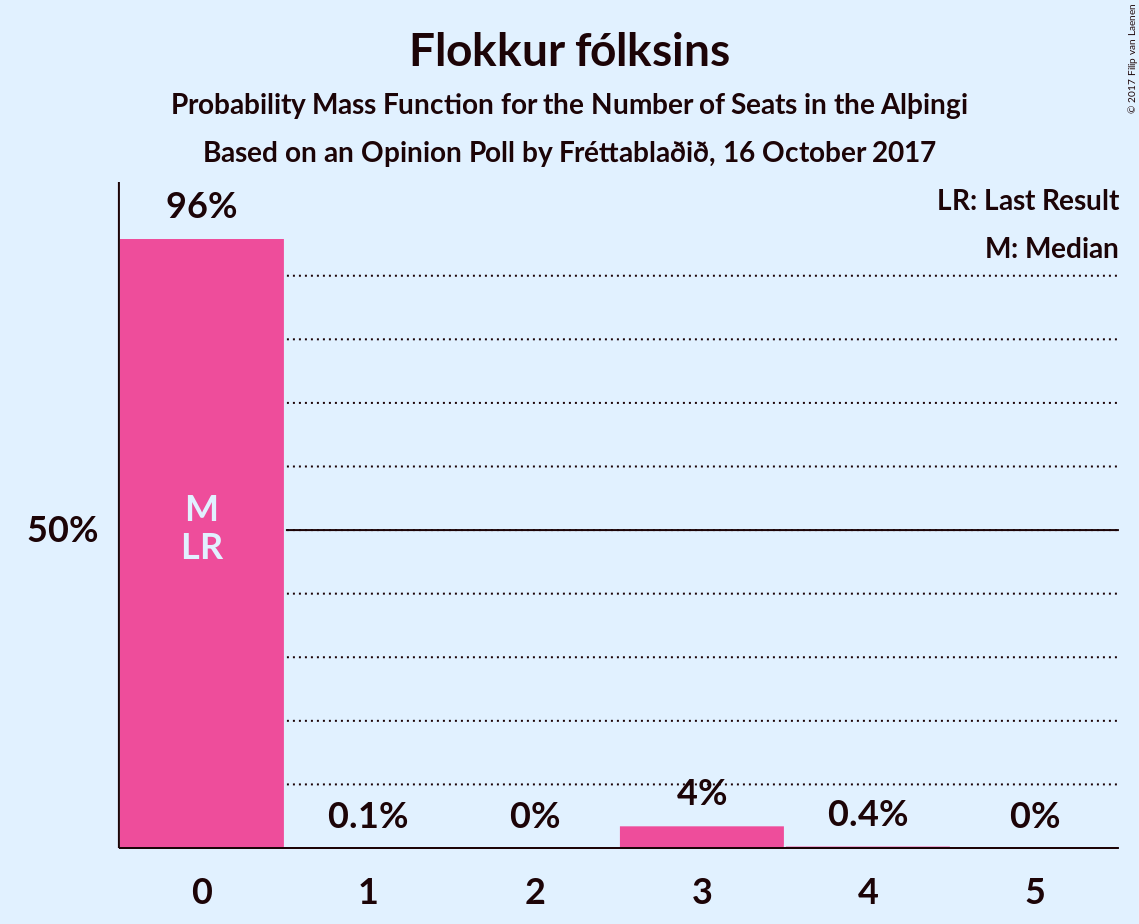 Flokkur fólksins
Probability Mass Function for the Number of Seats in the Alþingi
Based on an Opinion Poll by Fréttablaðið, 16 October 2017
© 2017 Filip van Laenen
LR: Last Result
M: Median
96%
M
LR
50%
0.1%
0%
4%
0.4%
0%
0
1
2
3
4
5